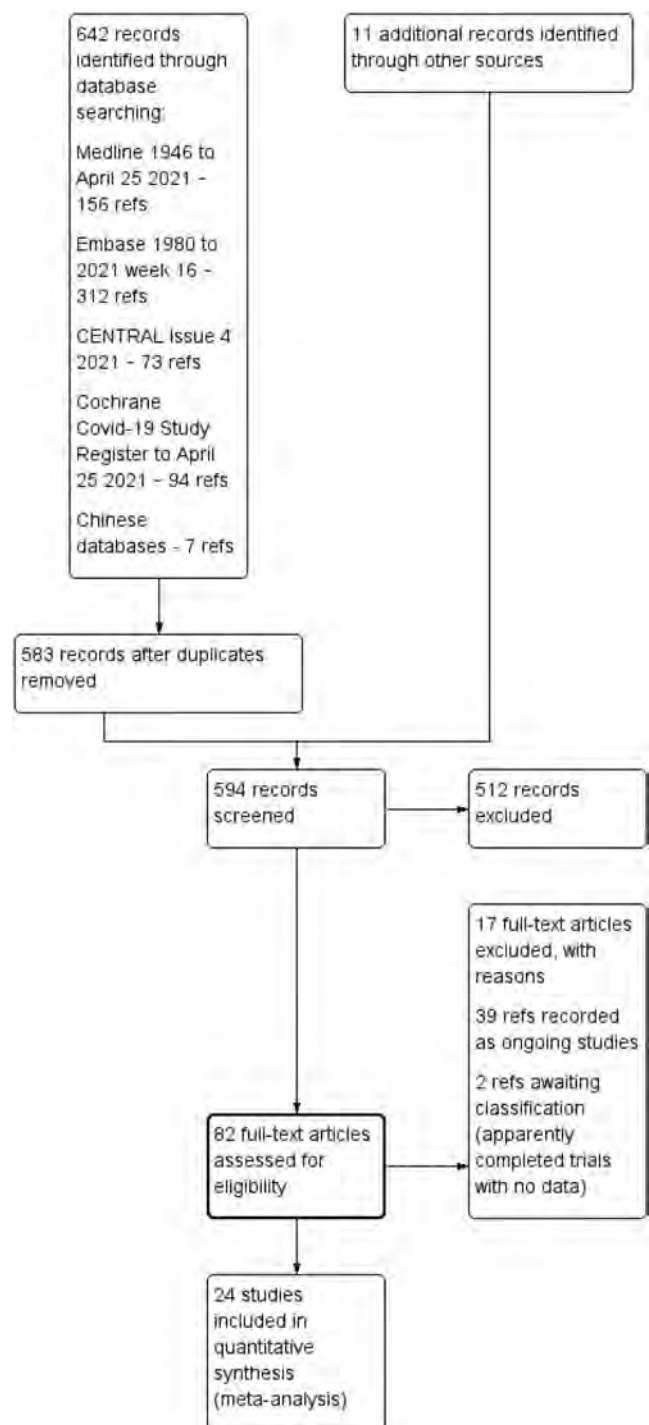 642 records
identified through
database
searching:
Medline 1946 to
April 25 2021 -
156 refs
Embase 1980 to
2021 week 16 -
312 refs
CENTRAL Issue 4
2021 - 73 refs
Cochrane
Covid-19 Study
Register to April
25 2021 - 94 refs
Chinese
databases - 7 refs
11 additional records identified
through other sources
583 records after duplicates
removed
594 records
screened
512 records
excluded
17 full-text articles
excluded, with
reasons
39 refs recorded
as ongoing studies
2 refs awaiting
classification
(apparently
completed trials
with no data)
82 full-text articles
assessed for
eligibility
24 studies
included in
quantitative
synthesis
(meta-analysis)